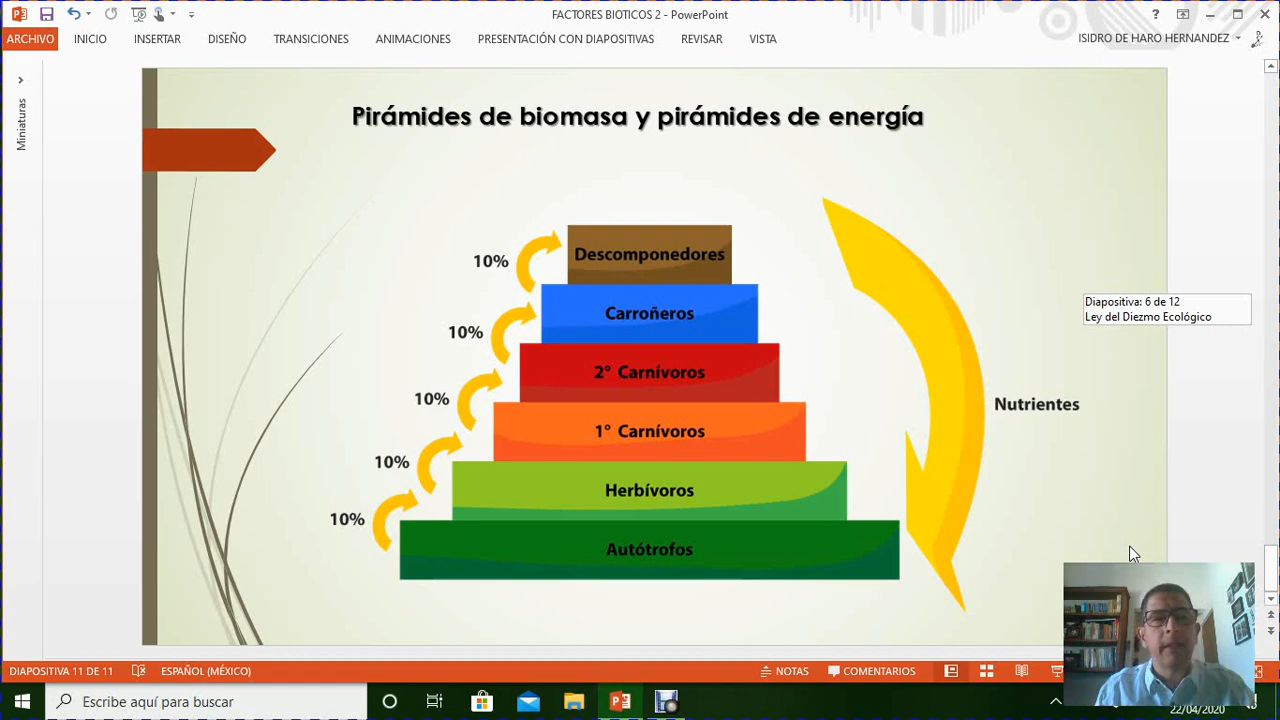 FACTORES BIOTICOS 2 - PowerPoint
ARCHIVO INICIO INSERTAR DISEÑO TRANSICIONES ANIMACIONES PRESENTACIÓN CON DIAPOSITIVAS REVISAR VISTA ISIDRO DE HARO HERNANDEZ
Miniaturas
Pirámides de biomasa y pirámides de energía
10%
Descomponedores
10%
Carroñeros
10%
2° Carnívoros
10%
1° Carnívoros
10%
Herbívoros
Autótrofos
Nutrientes
Diapositiva: 6 de 12
Ley del Diezmo Ecológico
DIAPOSITIVA 11 DE 11 ESPAÑOL (MÉXICO) NOTAS COMENTARIOS
Escribe aquí para buscar
22/04/2020